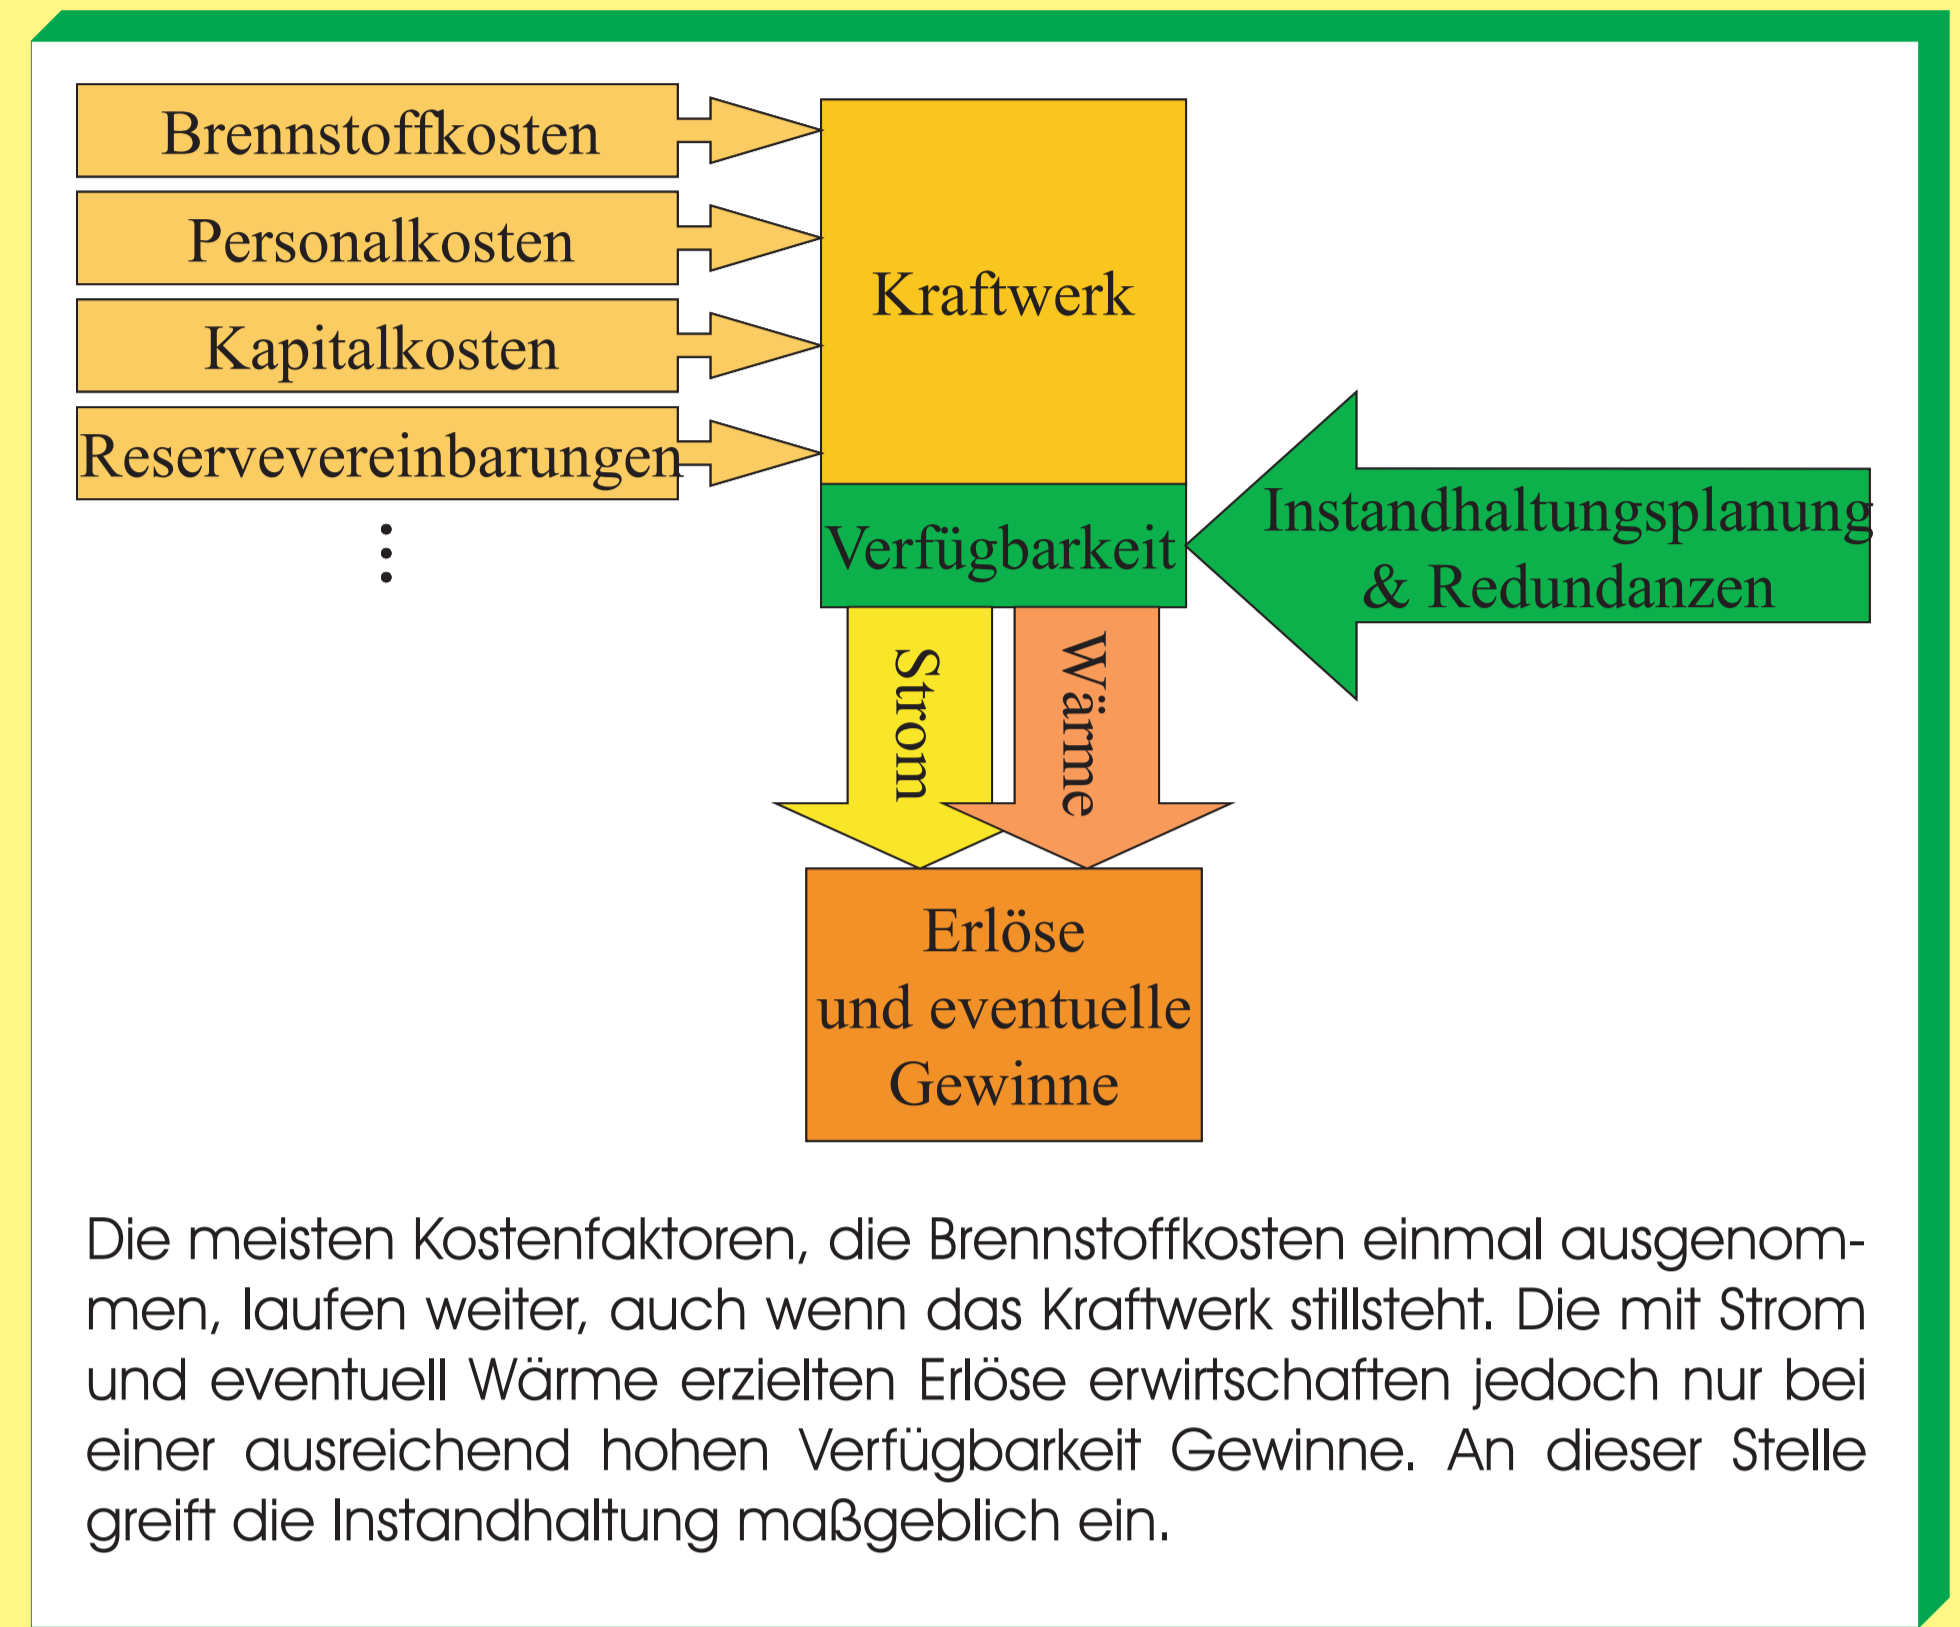 Brennstoffkosten
Personalkosten
Kapitalkosten
Reservevereinbarungen
Kraftwerk
Verfügbarkeit
Instandhaltungsplanung
& Redundanzen
Strom
Wärme
Erlöse
und eventuelle
Gewinne
Die meisten Kostenfaktoren, die Brennstoffkosten einmal ausgenom-
men, laufen weiter, auch wenn das Kraftwerk stillsteht. Die mit Strom
und eventuell Wärme erzielten Erlöse erwirtschaften jedoch nur bei
einer ausreichend hohen Verfügbarkeit Gewinne. An dieser Stelle
greift die Instandhaltung maßgeblich ein.